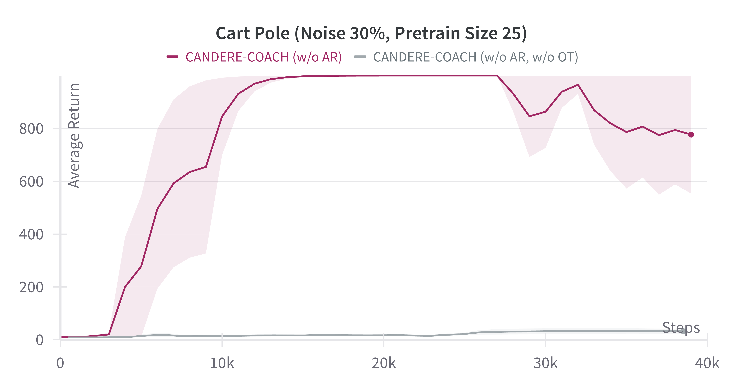 Cart Pole (Noise 30%, Pretrain Size 25)
CANDERE-COACH (w/o AR) CANDERE-COACH (w/o AR, w/o OT)
Average Return
800
600
400
200
0
Steps
0 10k 20k 30k 40k